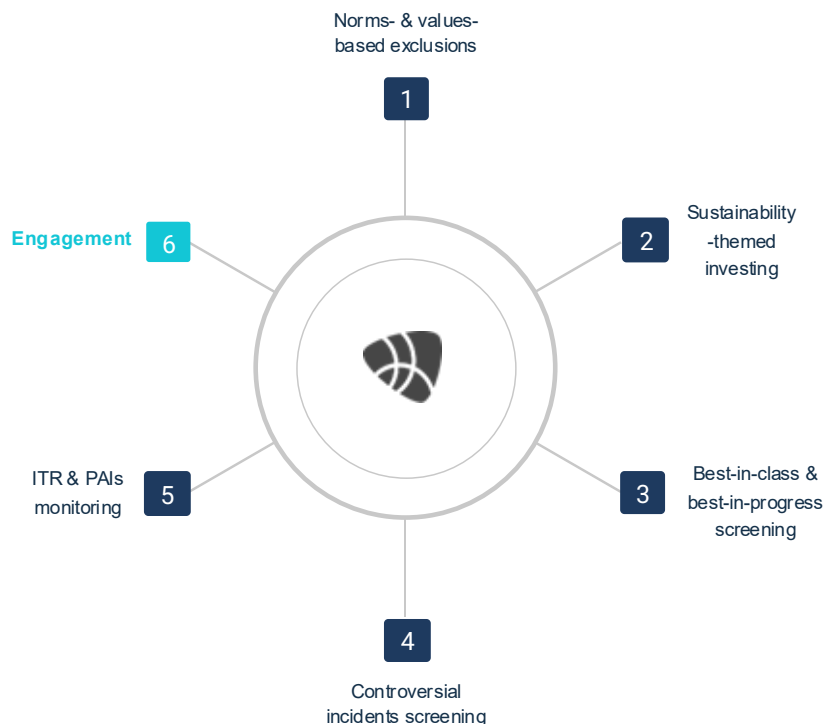 Norms- & values-
based exclusions
1
Sustainability
-themed
investing
2
Best-in-class &
best-in-progress
screening
3
4
Controversial
incidents screening
ITR & PAIs
monitoring
5
Engagement
6